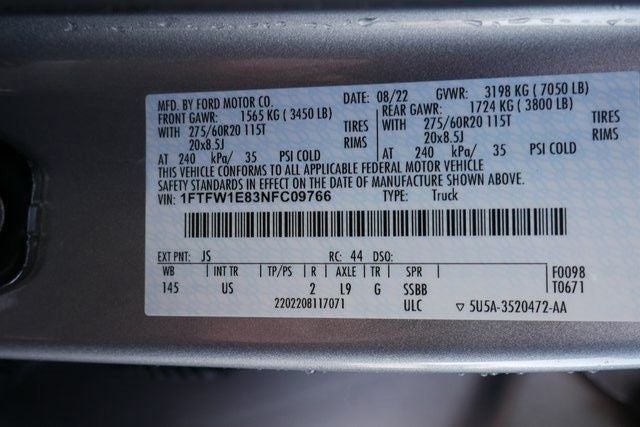 MFD. BY FORD MOTOR CO. DATE: 08/22 GVWR: 3198 KG ( 7050 LB)
FRONT GAWR: 1565 KG ( 3450 LB) REAR GAWR: 1724 KG ( 3800 LB)
WITH 275/60R20 115T TIRES WITH 275/60R20 115T TIRES
20x8.5J RIMS 20x8.5J RIMS
AT 240 kPa/ 35 PSI COLD AT 240 kPa/ 35 PSI COLD
THIS VEHICLE CONFORMS TO ALL APPLICABLE FEDERAL MOTOR VEHICLE
SAFETY STANDARDS IN EFFECT ON THE DATE OF MANUFACTURE SHOWN ABOVE.
VIN: 1FTFW1E83NFC09766 TYPE: Truck
EXT PNT: JS RC: 44 DSO: F0098
WB INT TR TP/PS R AXLE TR SPR T0671
145 US 2 L9 G SSBB
2202208117071 ULC ▽ 5U5A-3520472-AA